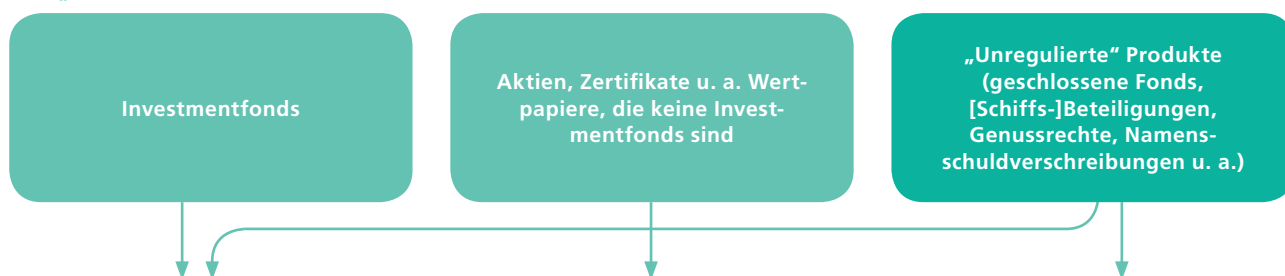 Investmentfonds
Aktien, Zertifikate u. a. Wert-
papiere, die keine Invest-
mentfonds sind
„Unregulierte“ Produkte
(geschlossene Fonds,
[Schiffs-]Beteiligungen,
Genussrechte, Namens-
schuldverschreibungen u. a.)